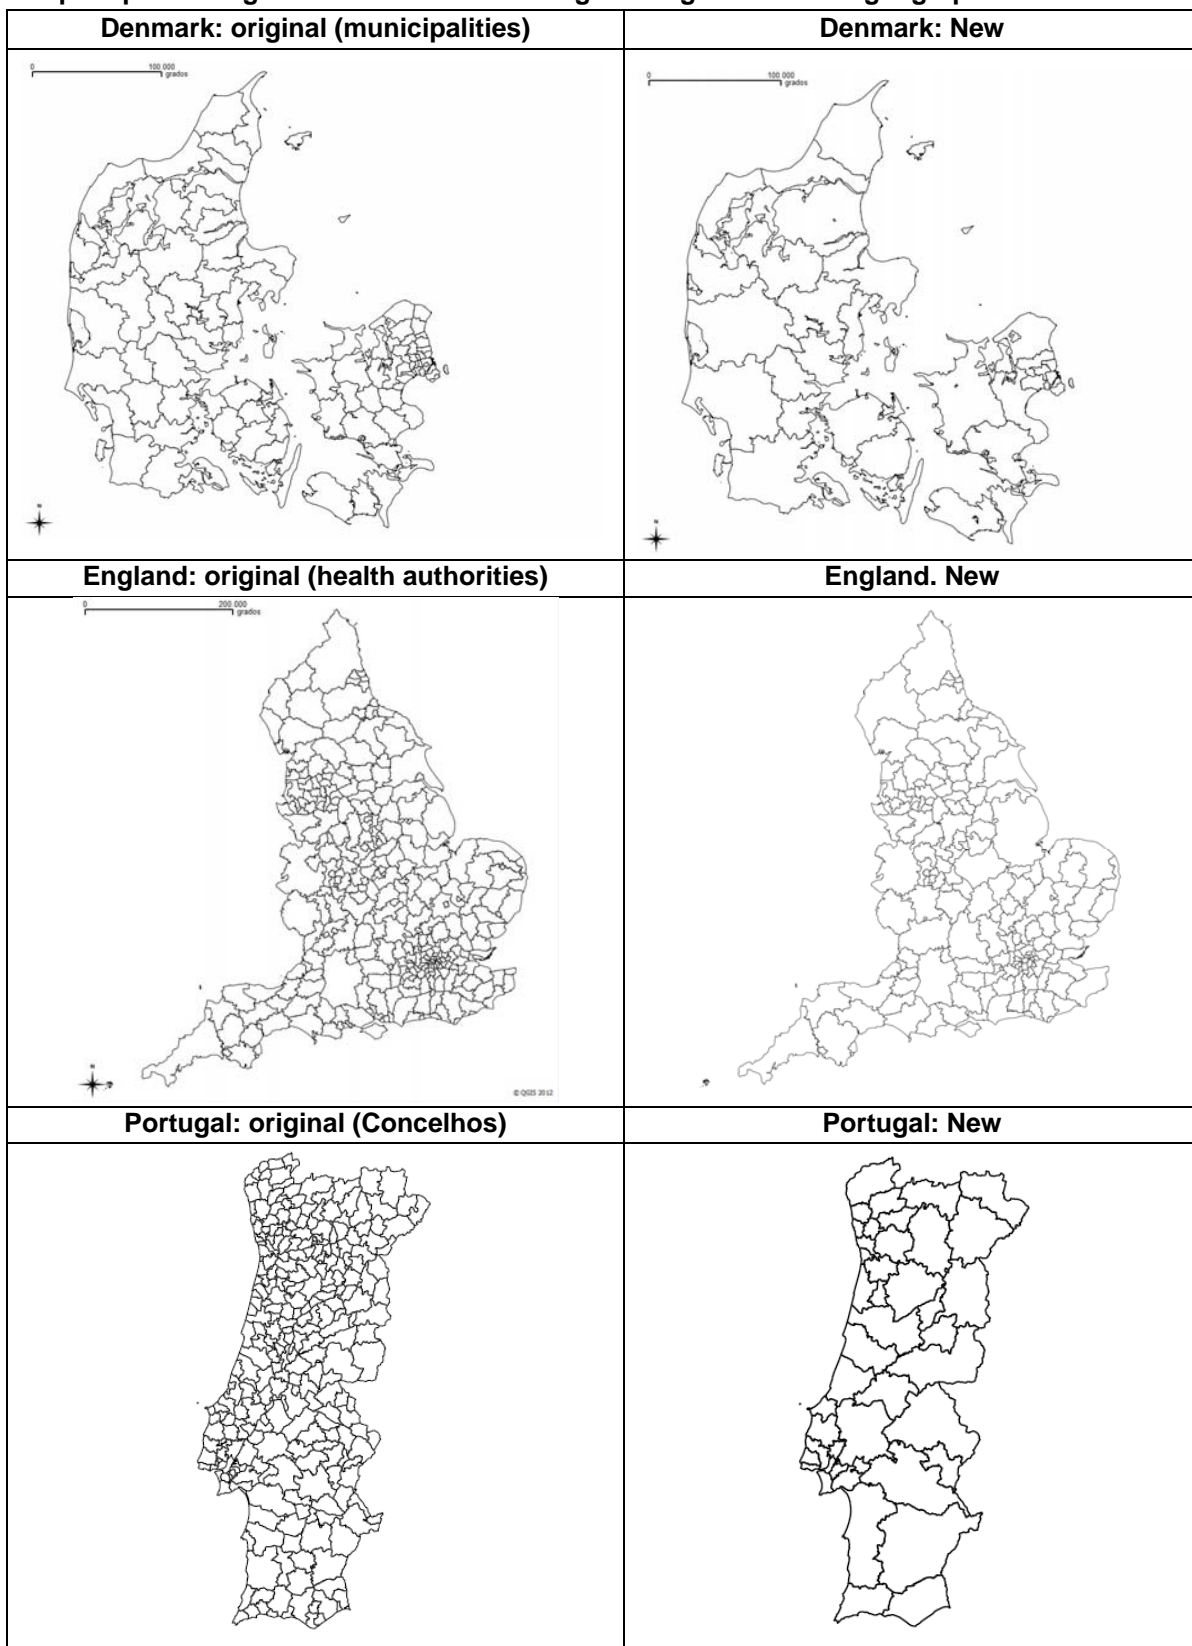 Denmark: original (municipalities)
Denmark: New
0 100 000
grados
0 100 000
grados
N
N
England: original (health authorities)
England. New
0 200 000
grados
N
© QGIS 2012
Portugal: original (Concelhos)
Portugal: New